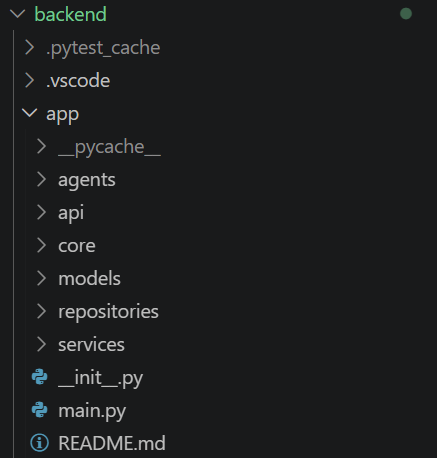 backend
.pytest_cache
.vscode
app
__pycache__
agents
api
core
models
repositories
services
__init__.py
main.py
README.md